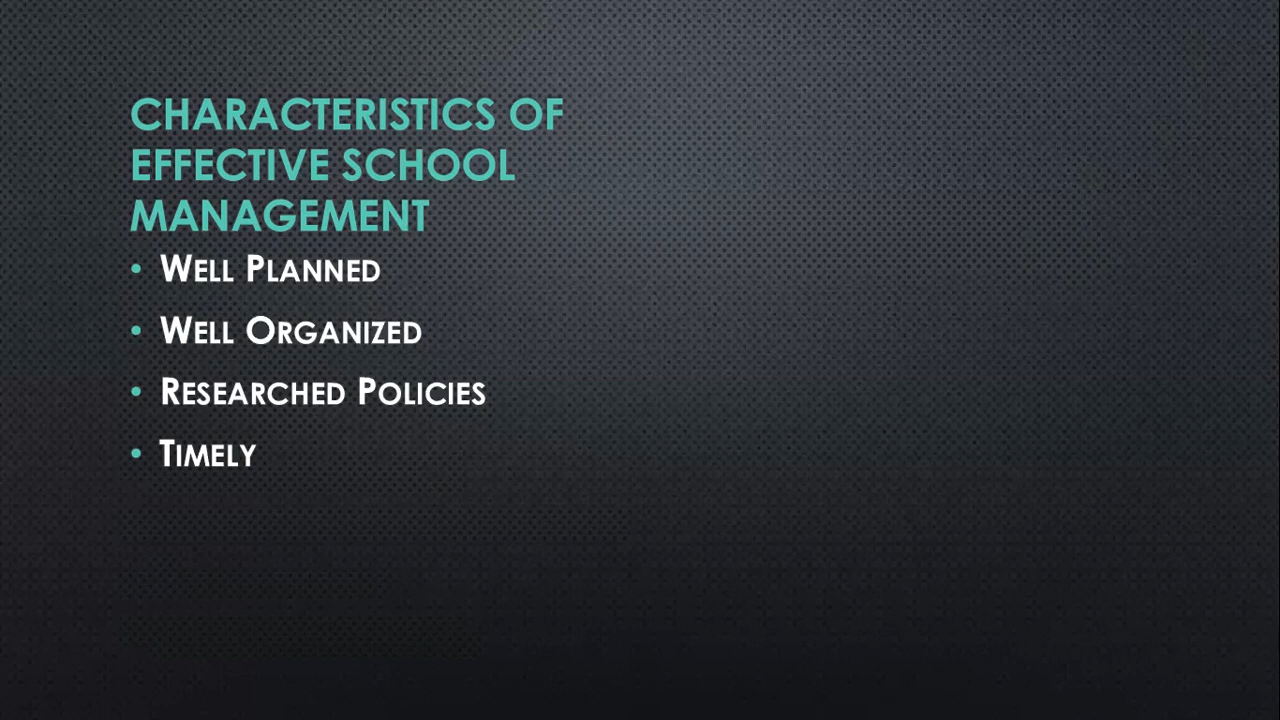 CHARACTERISTICS OF
EFFECTIVE SCHOOL
MANAGEMENT
• WELL PLANNED
• WELL ORGANIZED
• RESEARCHED POLICIES
• TIMELY